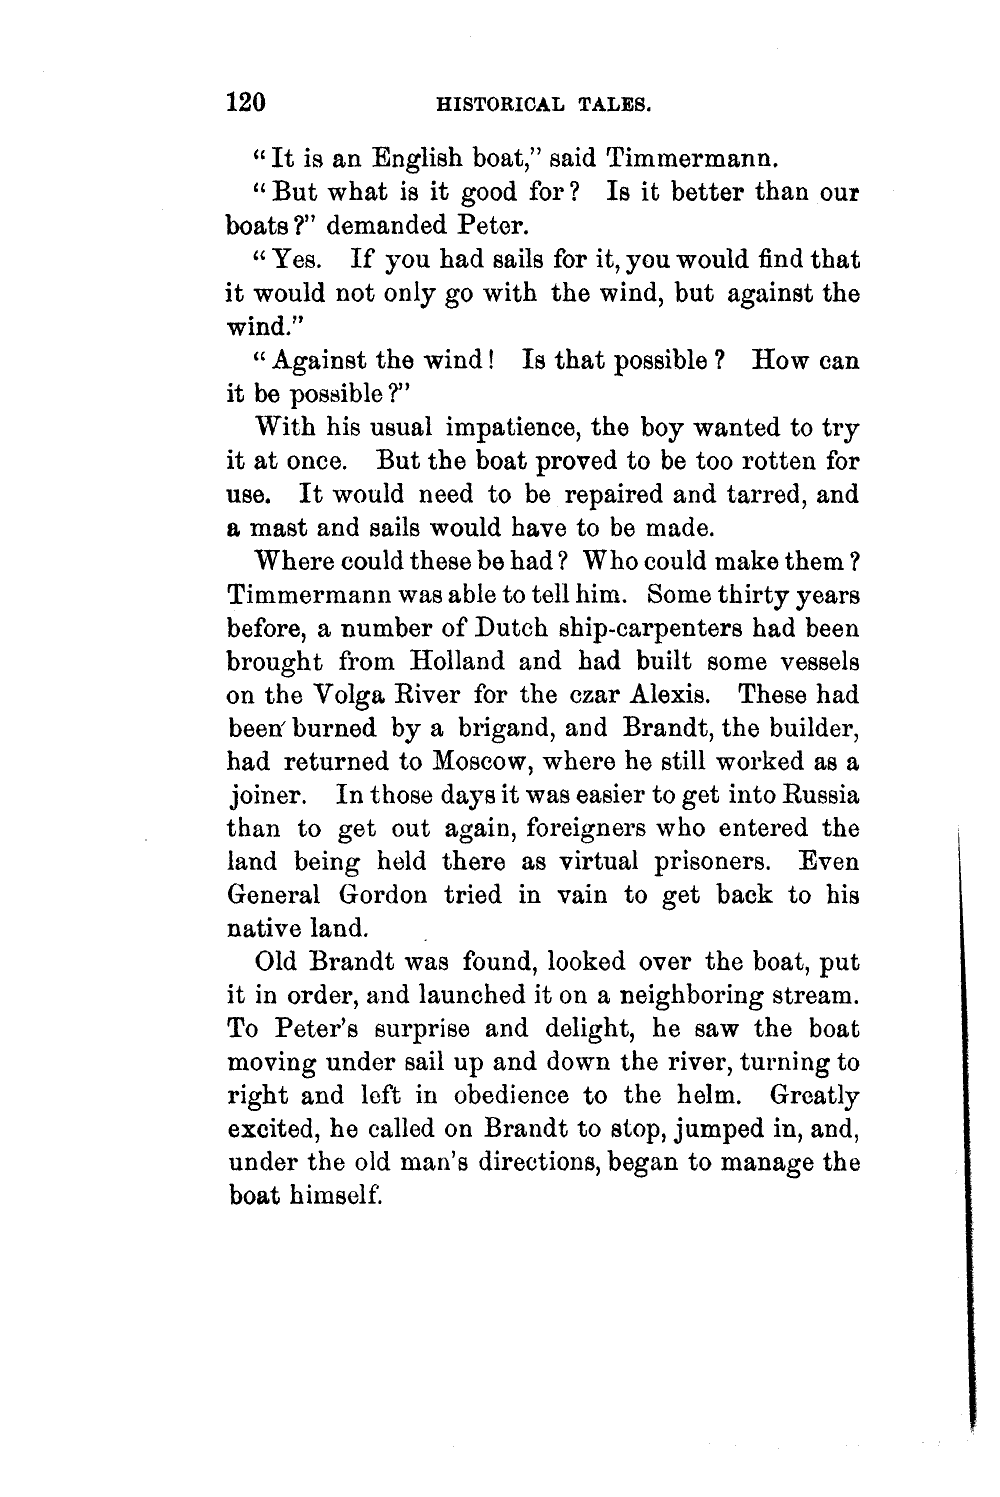 120 HISTORICAL TALES.
“It is an English boat,” said Timmermann.
“But what is it good for? Is it better than our
boats?” demanded Peter.
“Yes. If you had sails for it, you would find that
it would not only go with the wind, but against the
wind.”
“Against the wind! Is that possible? How can
it be possible?”
With his usual impatience, the boy wanted to try
it at once. But the boat proved to be too rotten for
use. It would need to be repaired and tarred, and
a mast and sails would have to be made.
Where could these be had? Who could make them?
Timmermann was able to tell him. Some thirty years
before, a number of Dutch ship-carpenters had been
brought from Holland and had built some vessels
on the Volga River for the czar Alexis. These had
been burned by a brigand, and Brandt, the builder,
had returned to Moscow, where he still worked as a
joiner. In those days it was easier to get into Russia
than to get out again, foreigners who entered the
land being held there as virtual prisoners. Even
General Gordon tried in vain to get back to his
native land.
Old Brandt was found, looked over the boat, put
it in order, and launched it on a neighboring stream.
To Peter’s surprise and delight, he saw the boat
moving under sail up and down the river, turning to
right and left in obedience to the helm. Greatly
excited, he called on Brandt to stop, jumped in, and,
under the old man’s directions, began to manage the
boat himself.